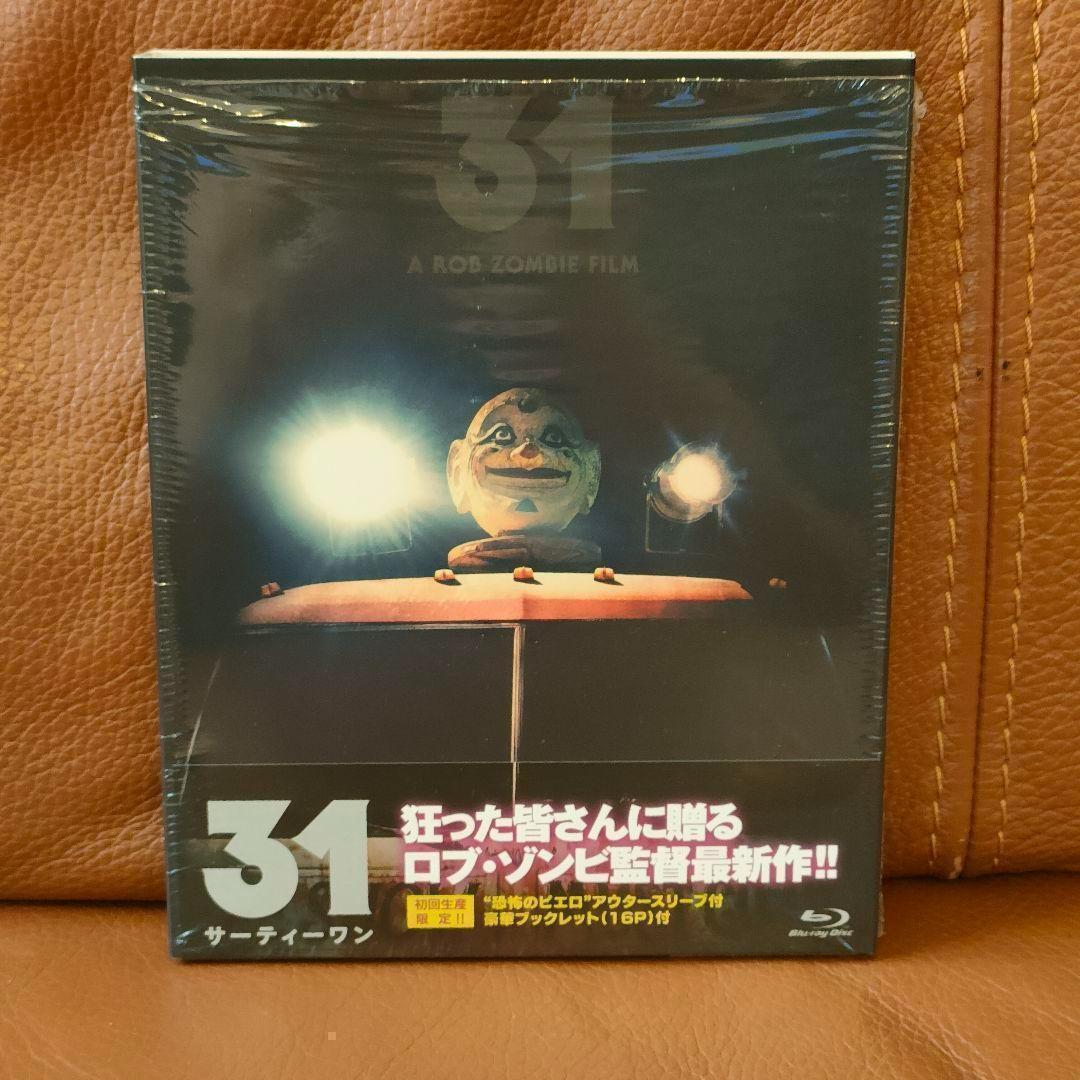 31
A ROB ZOMBIE FILM
31
サーティーワン
狂った皆さんに贈る
ロブ・ゾンビ監督最新作!!
初回生産
限定!!
“恐怖のピエロ”アウタースリーブ付
豪華ブックレット(16P)付
Blu-ray Disc